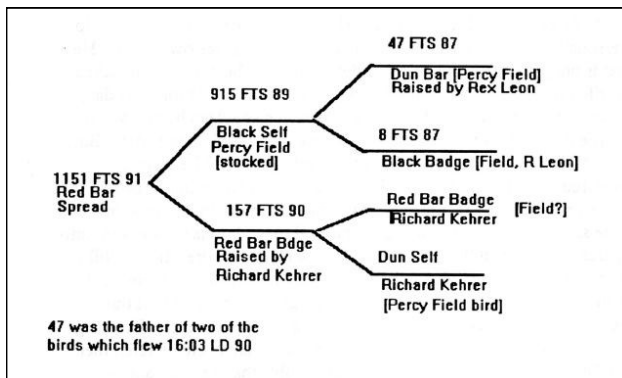 47 FTS 87
Dun Bar [Percy Field]
Raised by Rex Leon
915 FTS 89
Black Self
Percy Field
[stocked]
8 FTS 87
Black Badge [Field, R Leon]
1151 FTS 91
Red Bar
Spread
157 FTS 90
Red Bar Bdge
Raised by
Richard Kehrer
Red Bar Badge
Richard Kehrer
[Field?]
Dun Self
Richard Kehrer
[Percy Field bird]
47 was the father of two of the
birds which flew 16:03 LD 90